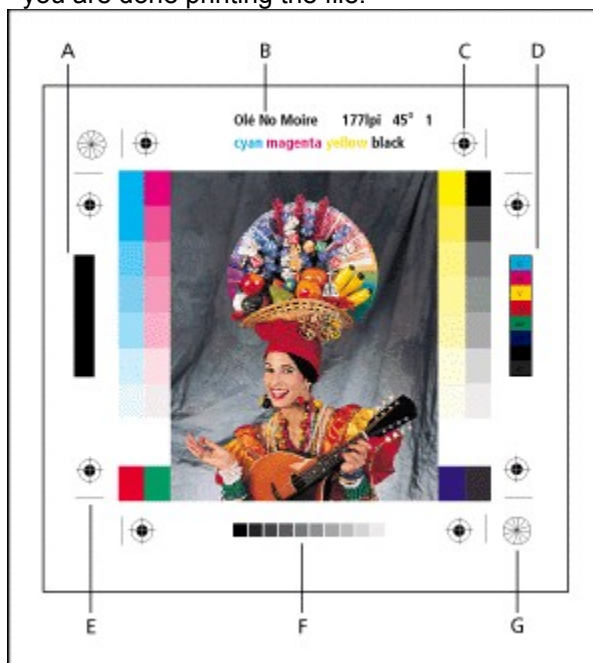 you are done printing the file.
A B C D
Olé No Moire 177lpi 45° 1
cyan magenta yellow black
E F G